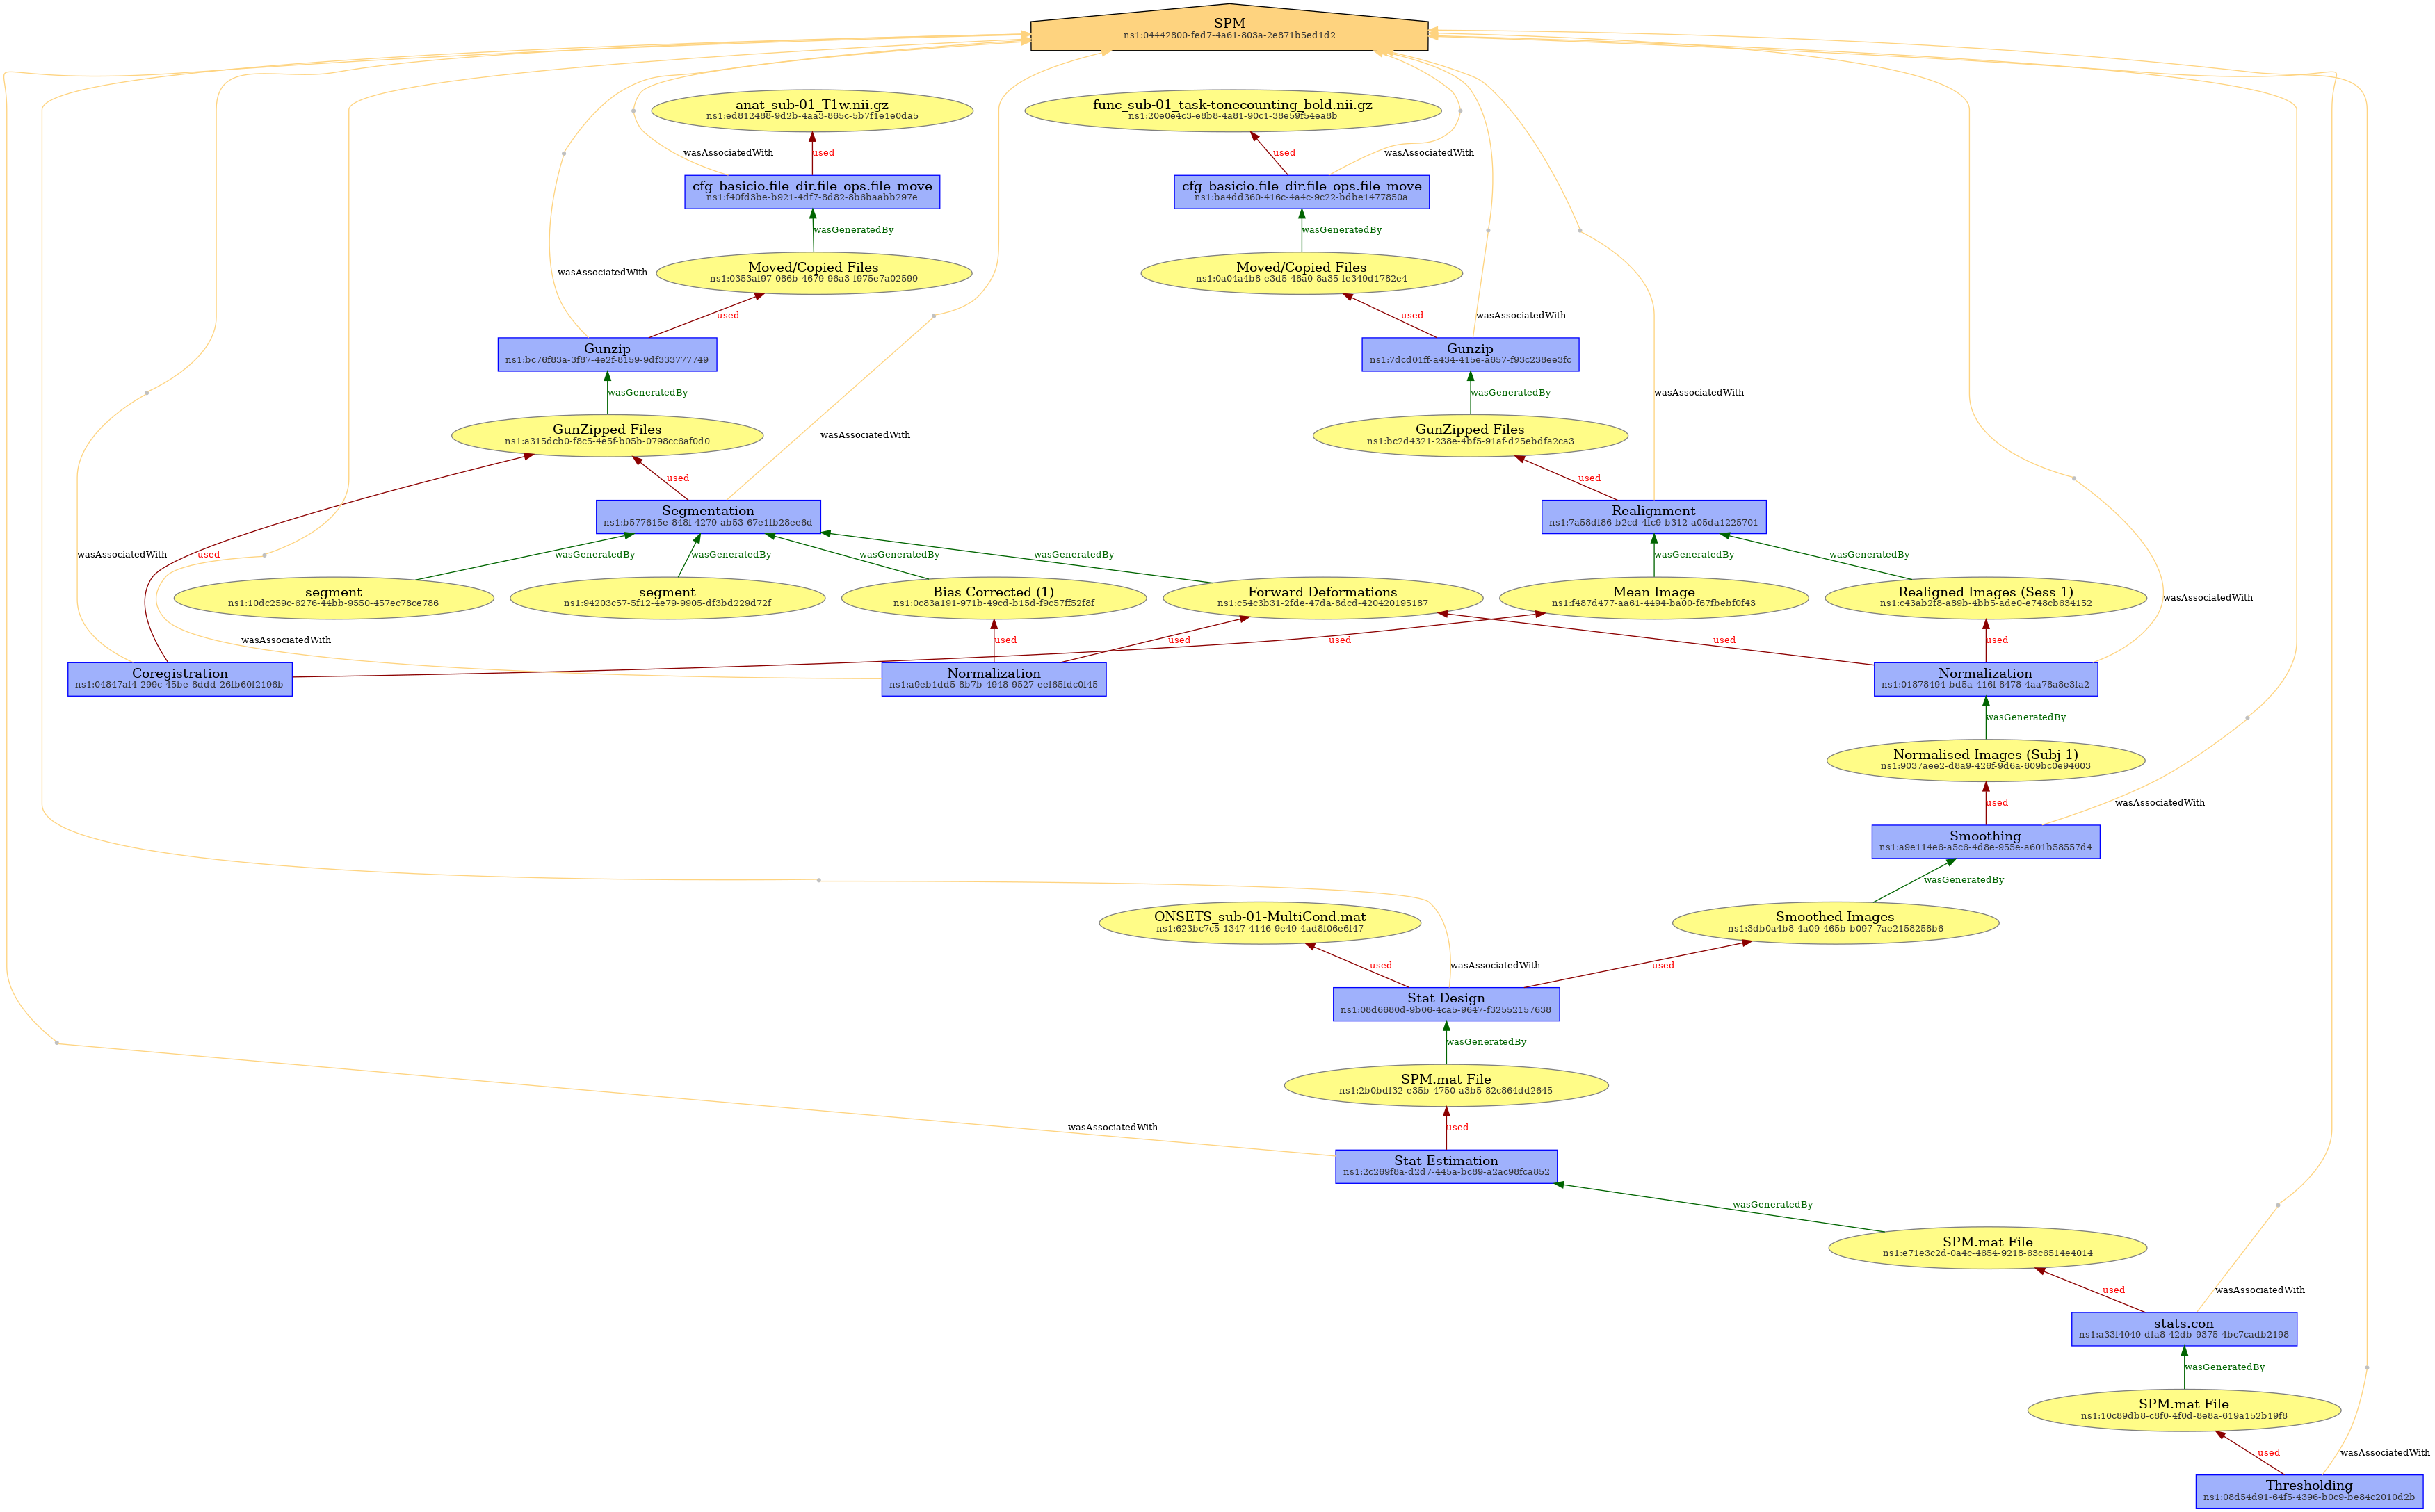 SPM
ns1:04442800-fed7-4a61-803a-2e871b5ed1d2
anat_sub-01_T1w.nii.gz
ns1:ed812488-9d2b-4aa3-865c-5b7f1e1e0da5
func_sub-01_task-tonecounting_bold.nii.gz
ns1:20e0e4c3-e8b8-4a81-90c1-38e59f54ea8b
wasAssociatedWith
used
used
wasAssociatedWith
cfg_basicio.file_dir.file_ops.file_move
ns1:f40fd3be-b921-4df7-8d82-8b6baabb297e
cfg_basicio.file_dir.file_ops.file_move
ns1:ba4dd360-416c-4a4c-9c22-bdbe1477850a
wasGeneratedBy
wasGeneratedBy
wasAssociatedWith
Moved/Copied Files
ns1:0353af97-086b-4679-96a3-f975e7a02599
Moved/Copied Files
ns1:0a04a4b8-e3d5-48a0-8a35-fe349d1782e4
used
used
wasAssociatedWith
Gunzip
ns1:bc76f83a-3f87-4e2f-8159-9df333777749
Gunzip
ns1:7dcd01ff-a434-415e-a657-f93c238ee3fc
wasGeneratedBy
wasGeneratedBy
wasAssociatedWith
GunZipped Files
ns1:a315dcb0-f8c5-4e5f-b05b-0798cc6af0d0
wasAssociatedWith
GunZipped Files
ns1:bc2d4321-238e-4bf5-91af-d25ebdfa2ca3
used
used
Segmentation
ns1:b577615e-848f-4279-ab53-67e1fb28ee6d
Realignment
ns1:7a58df86-b2cd-4fc9-b312-a05da1225701
wasAssociatedWith
used
wasGeneratedBy
wasGeneratedBy
wasGeneratedBy
wasGeneratedBy
wasGeneratedBy
wasGeneratedBy
segment
ns1:10dc259c-6276-44bb-9550-457ec78ce786
segment
ns1:94203c57-5f12-4e79-9905-df3bd229d72f
Bias Corrected (1)
ns1:0c83a191-971b-49cd-b15d-f9c57ff52f8f
Forward Deformations
ns1:c54c3b31-2fde-47da-8dcd-420420195187
Mean Image
ns1:f487d477-aa61-4494-ba00-f67fbebf0f43
Realigned Images (Sess 1)
ns1:c43ab2f8-a89b-4bb5-ade0-e748cb634152
wasAssociatedWith
wasAssociatedWith
used
used
used
used
used
Coregistration
ns1:04847af4-299c-45be-8ddd-26fb60f2196b
Normalization
ns1:a9eb1dd5-8b7b-4948-9527-eef65fdc0f45
Normalization
ns1:01878494-bd5a-416f-8478-4aa78a8e3fa2
wasGeneratedBy
Normalised Images (Subj 1)
ns1:9037aee2-d8a9-426f-9d6a-609bc0e94603
used
wasAssociatedWith
Smoothing
ns1:a9e114e6-a5c6-4d8e-955e-a601b58557d4
wasGeneratedBy
ONSETS_sub-01-MultiCond.mat
ns1:623bc7c5-1347-4146-9e49-4ad8f06e6f47
Smoothed Images
ns1:3db0a4b8-4a09-465b-b097-7ae2158258b6
used
wasAssociatedWith
used
Stat Design
ns1:08d6680d-9b06-4ca5-9647-f32552157638
wasGeneratedBy
SPM.mat File
ns1:2b0bdf32-e35b-4750-a3b5-82c864dd2645
wasAssociatedWith
used
Stat Estimation
ns1:2c269f8a-d2d7-445a-bc89-a2ac98fca852
wasGeneratedBy
SPM.mat File
ns1:e71e3c2d-0a4c-4654-9218-63c6514e4014
used
wasAssociatedWith
stats.con
ns1:a33f4049-dfa8-42db-9375-4bc7cadb2198
wasGeneratedBy
SPM.mat File
ns1:10c89db8-c8f0-4f0d-8e8a-619a152b19f8
used
wasAssociatedWith
Thresholding
ns1:08d54d91-64f5-4396-b0c9-be84c2010d2b